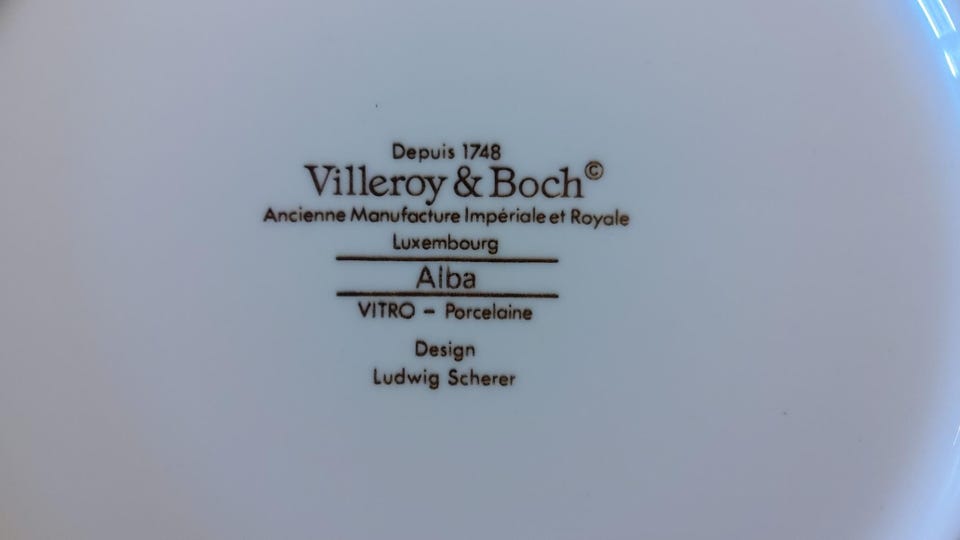 Depuis 1748
Villeroy & Boch©
Ancienne Manufacture Impériale et Royale
Luxembourg
Alba
VITRO – Porcelaine
Design
Ludwig Scherer